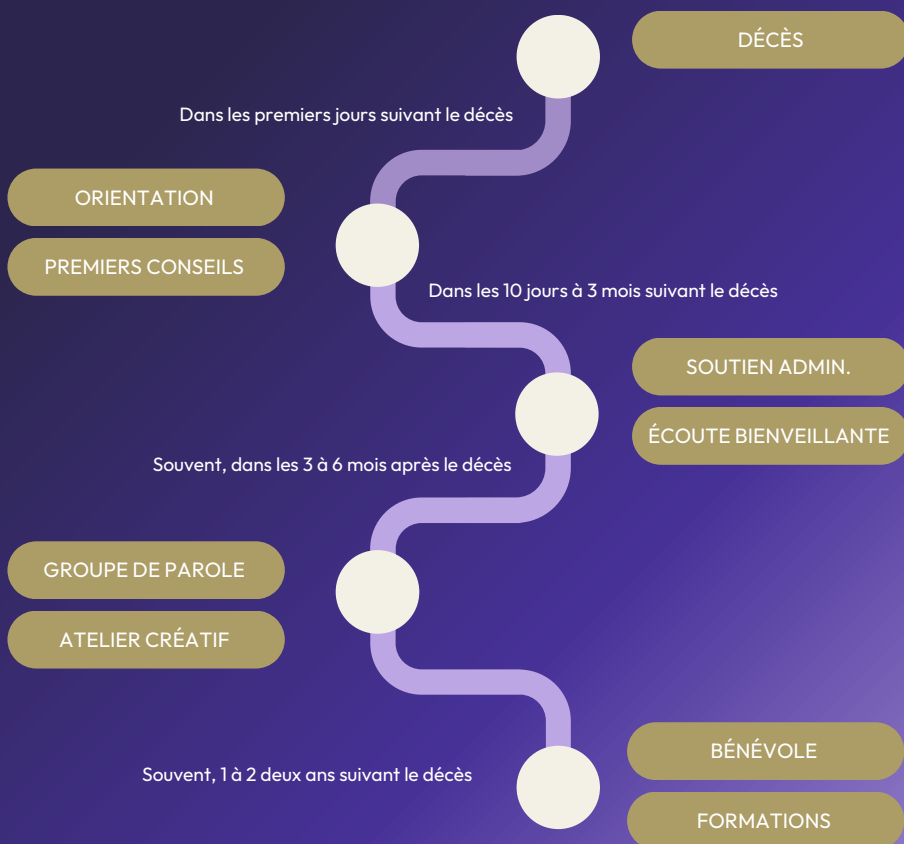 DÉCÈS
Dans les premiers jours suivant le décès
ORIENTATION
PREMIERS CONSEILS
Dans les 10 jours à 3 mois suivant le décès
SOUTIEN ADMIN.
ÉCOUTE BIENVEILLANTE
Souvent, dans les 3 à 6 mois après le décès
GROUPE DE PAROLE
ATELIER CRÉATIF
BÉNÉVOLE
Souvent, 1 à 2 deux ans suivant le décès
FORMATIONS